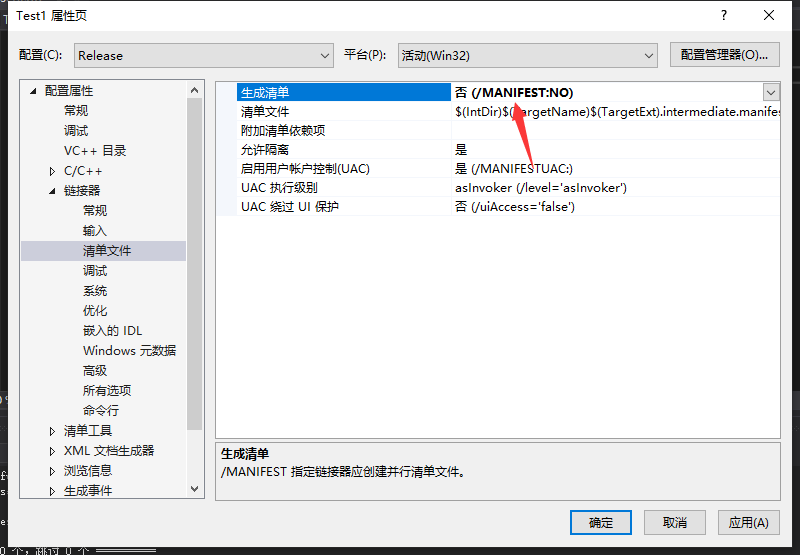 Test1 属性页
配置(C): Release 平台(P): 活动(Win32) 配置管理器(O)...
配置属性
常规
调试
VC++ 目录
C/C++
链接器
常规
输入
清单文件
调试
系统
优化
嵌入的 IDL
Windows 元数据
高级
所有选项
命令行
清单工具
XML 文档生成器
浏览信息
生成事件
生成清单 否 (/MANIFEST:NO)
清单文件 $(IntDir)$(TargetName)$(TargetExt).intermediate.manifes
附加清单依赖项
允许隔离 是
启用用户帐户控制(UAC) 是 (/MANIFESTUAC:)
UAC 执行级别 asInvoker (/level='asInvoker')
UAC 绕过 UI 保护 否 (/uiAccess='false')
生成清单
/MANIFEST 指定链接器应创建并行清单文件。
确定 取消 应用(A)